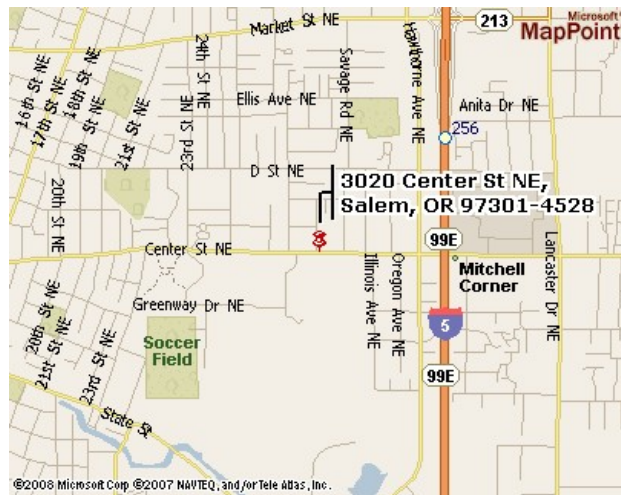 213
Microsoft
MapPoint
Market St NE
24th St NE
Savage Rd NE
Hawthorne Ave NE
16th St NE
17th St NE
18th St NE
19th St NE
21st St NE
23rd St NE
Ellis Ave NE
Anita Dr NE
256
D St NE
3020 Center St NE,
Salem, OR 97301-4528
20th St NE
Center St NE
99E
Lancaster Dr NE
Mitchell
Corner
Illinois Ave NE
Oregon Ave NE
Greenway Dr NE
5
Soccer
Field
20th St NE
21st St NE
23rd St NE
99E
State St
©2008 Microsoft Corp ©2007 NAVTEQ, and/or Tele Atlas, Inc.